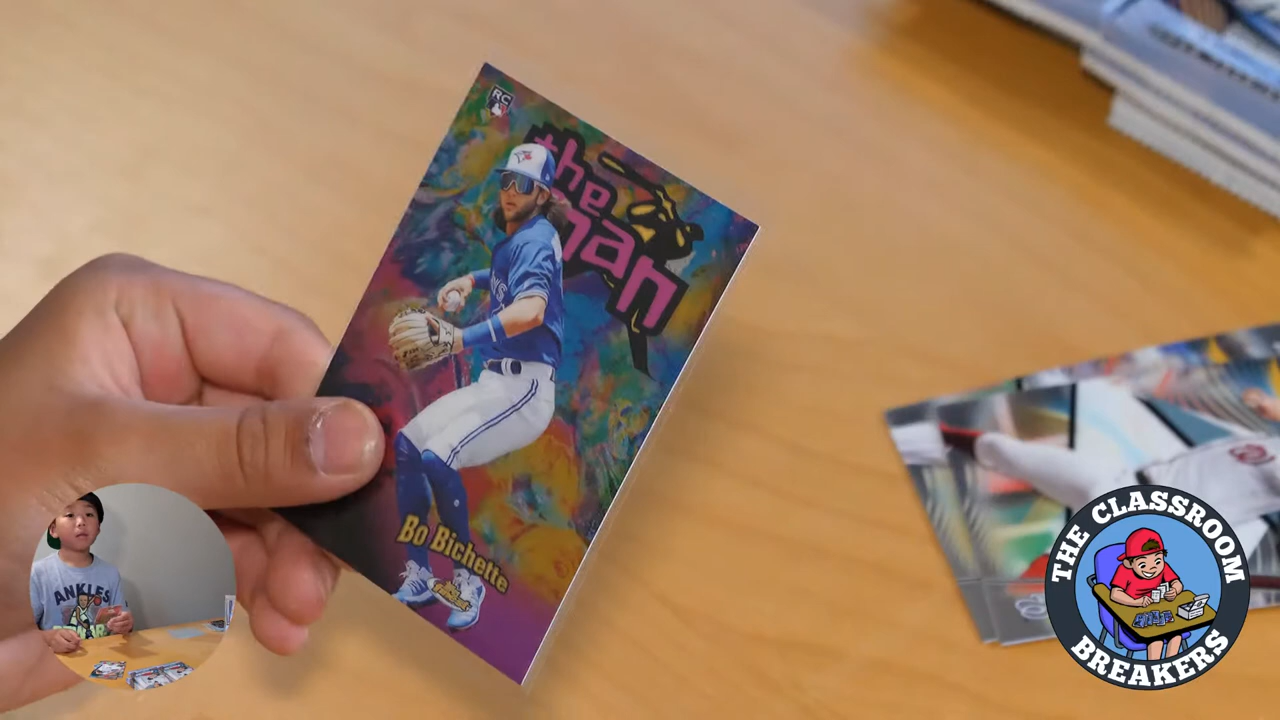 RC
the
man
Bo Bichette
ANKLES
THE CLASSROOM
BREAKERS